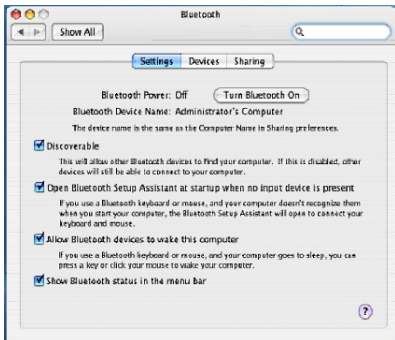 Bluetooth
Show All
Settings Devices Sharing
Bluetooth Power: Off Turn Bluetooth On
Bluetooth Device Name: Administrator's Computer
The device name is the same as the Computer Name in Sharing preferences.
Discoverable
This will allow other Bluetooth devices to find your computer. If this is disabled, other
devices will still be able to connect to your computer.
Open Bluetooth Setup Assistant at startup when no input device is present
If you use a Bluetooth keyboard or mouse, and your computer doesn't recognize them
when you start your computer, the Bluetooth Setup Assistant will open to connect your
keyboard and mouse.
Allow Bluetooth devices to wake this computer
If you use a Bluetooth keyboard or mouse, and your computer goes to sleep, you can
press a key or click your mouse to wake your computer.
Show Bluetooth status in the menu bar
?